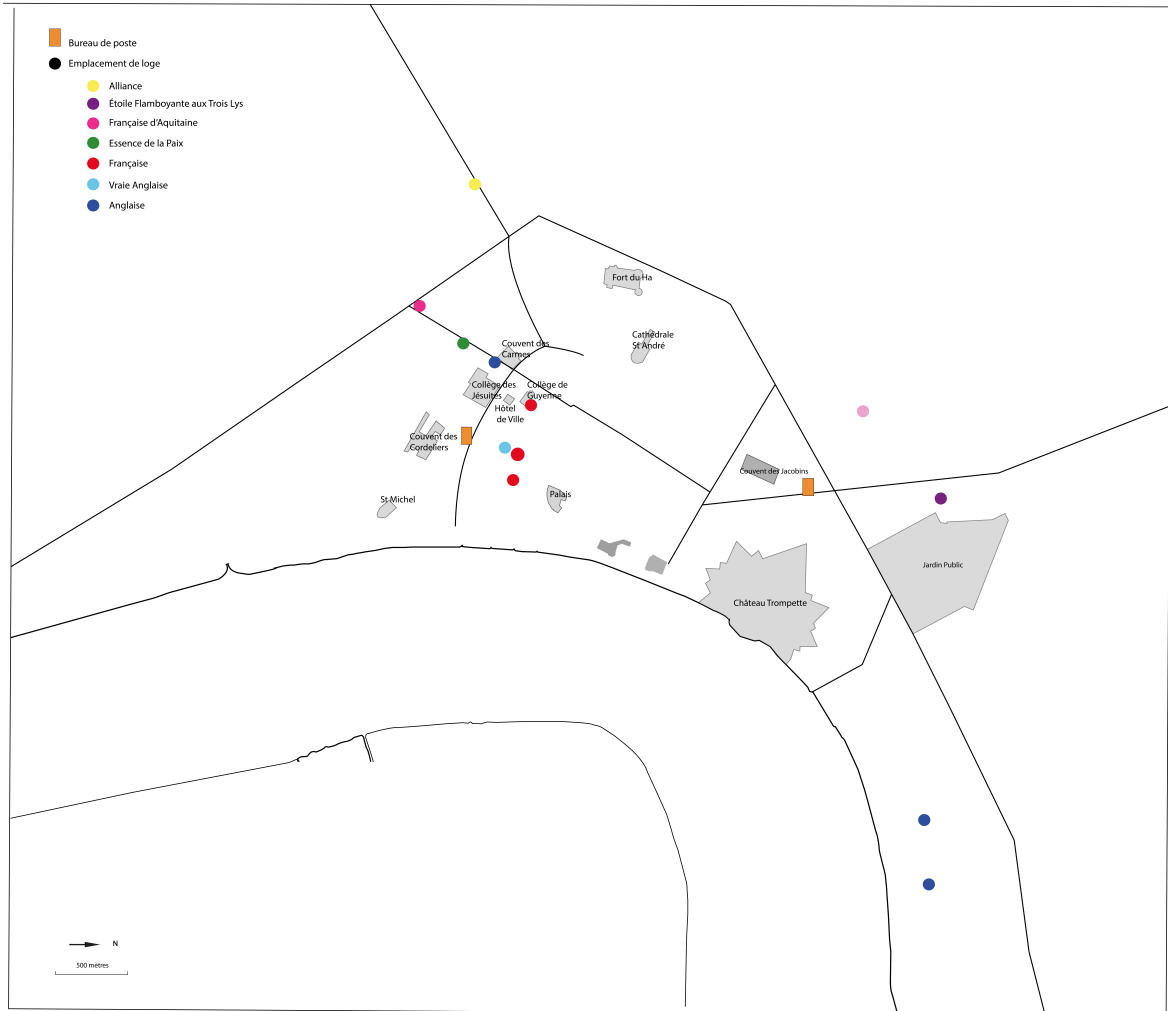 Bureau de poste
Emplacement de loge
Alliance
Étoile Flamboyante aux Trois Lys
Française d'Aquitaine
Essence de la Paix
Française
Vraie Anglaise
Anglaise
Fort du Ha
Cathédrale
St André
Couvent des
Carmes
Collège des
Jésuites
Collège de
Guyenne
Hôtel
de Ville
Couvent des
Cordeliers
Couvent des Jacobins
St Michel
Palais
Jardin Public
Château Trompette
N
500 mètres